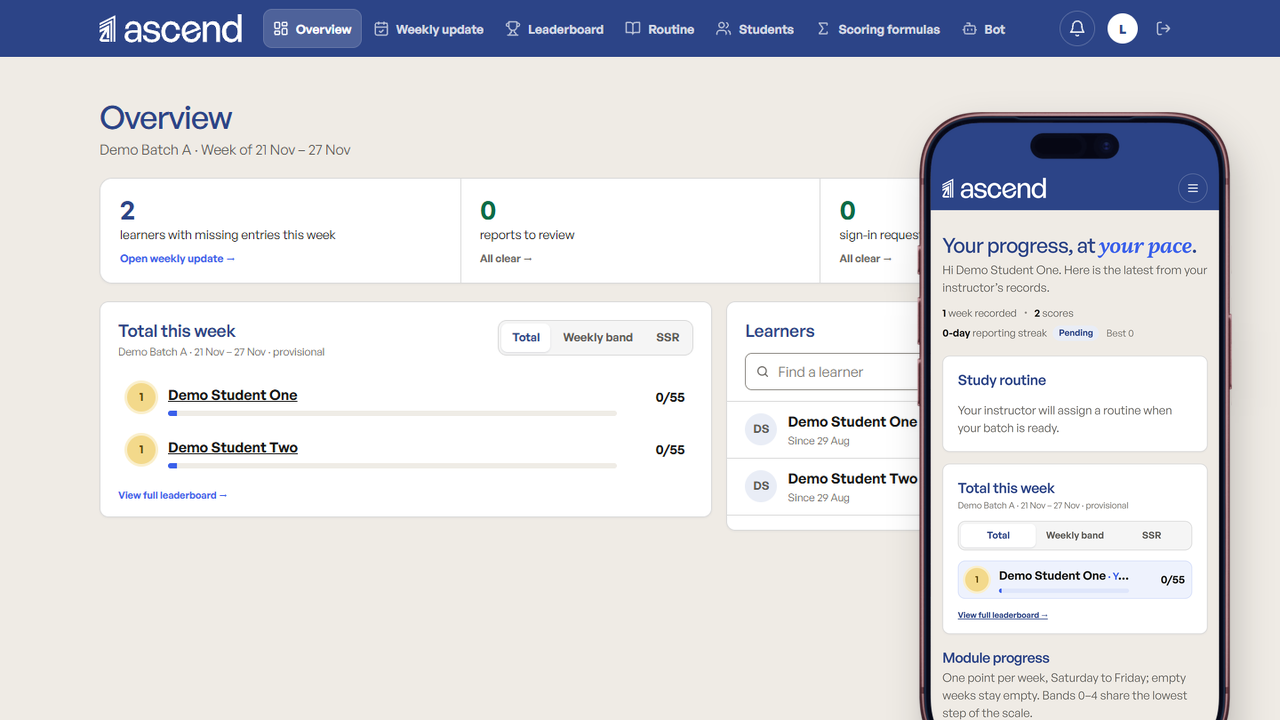 ascend
Overview
Weekly update
Leaderboard
Routine
Students
Scoring formulas
Bot
L
Overview
Demo Batch A · Week of 21 Nov – 27 Nov
2
learners with missing entries this week
Open weekly update →
0
reports to review
All clear →
0
sign-in reques
All clear →
Total this week
Demo Batch A · 21 Nov – 27 Nov · provisional
Total
Weekly band
SSR
1
Demo Student One
0/55
1
Demo Student Two
0/55
View full leaderboard →
Learners
Find a learner
DS
Demo Student One
Since 29 Aug
DS
Demo Student Two
Since 29 Aug
ascend
Your progress, at your pace.
Hi Demo Student One. Here is the latest from your
instructor's records.
1 week recorded · 2 scores
0-day reporting streak Pending Best 0
Study routine
Your instructor will assign a routine when
your batch is ready.
Total this week
Demo Batch A · 21 Nov – 27 Nov · provisional
Total
Weekly band
SSR
1
Demo Student One · Y...
0/55
View full leaderboard →
Module progress
One point per week, Saturday to Friday; empty
weeks stay empty. Bands 0–4 share the lowest
step of the scale.